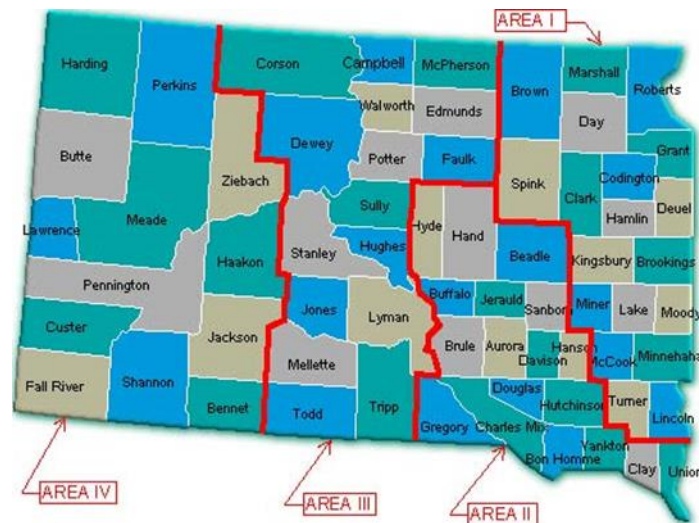 AREA I
Harding
Perkins
Corson
Campbell
McPherson
Brown
Marshall
Roberts
Walworth
Edmunds
Day
Dewey
Grant
Butte
Ziebach
Potter
Faulk
Spink
Clark
Codington
Deuel
Hamlin
Meade
Sully
Hyde
Hand
Lawrence
Stanley
Hughes
Beadle
Kingsbury
Brookings
Haakon
Pennington
Buffalo
Jerauld
Sanborn
Miner
Lake
Moody
Jones
Lyman
Custer
Jackson
Brule
Aurora
Davison
Hanson
McCook
Minnehaha
Mellette
Fall River
Shannon
Bennet
Todd
Tripp
Gregory
Douglas
Charles Mix
Hutchinson
Turner
Lincoln
Bon Homme
Yankton
Clay
Union
AREA IV
AREA III
AREA II